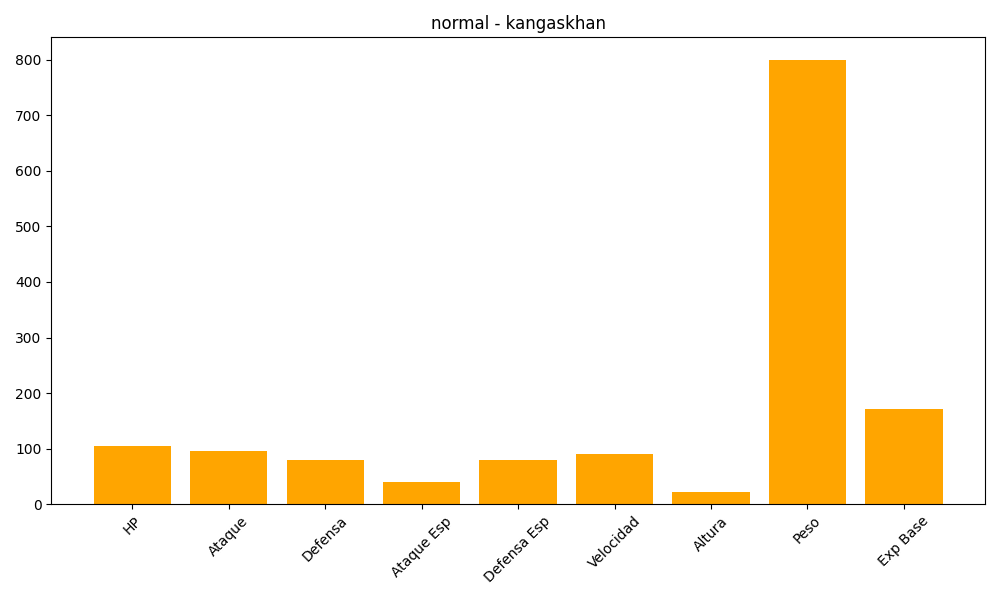 normal - kangaskhan
800
700
600
500
400
300
200
100
0
HP
Ataque
Defensa
Ataque Esp
Defensa Esp
Velocidad
Altura
Peso
Exp Base